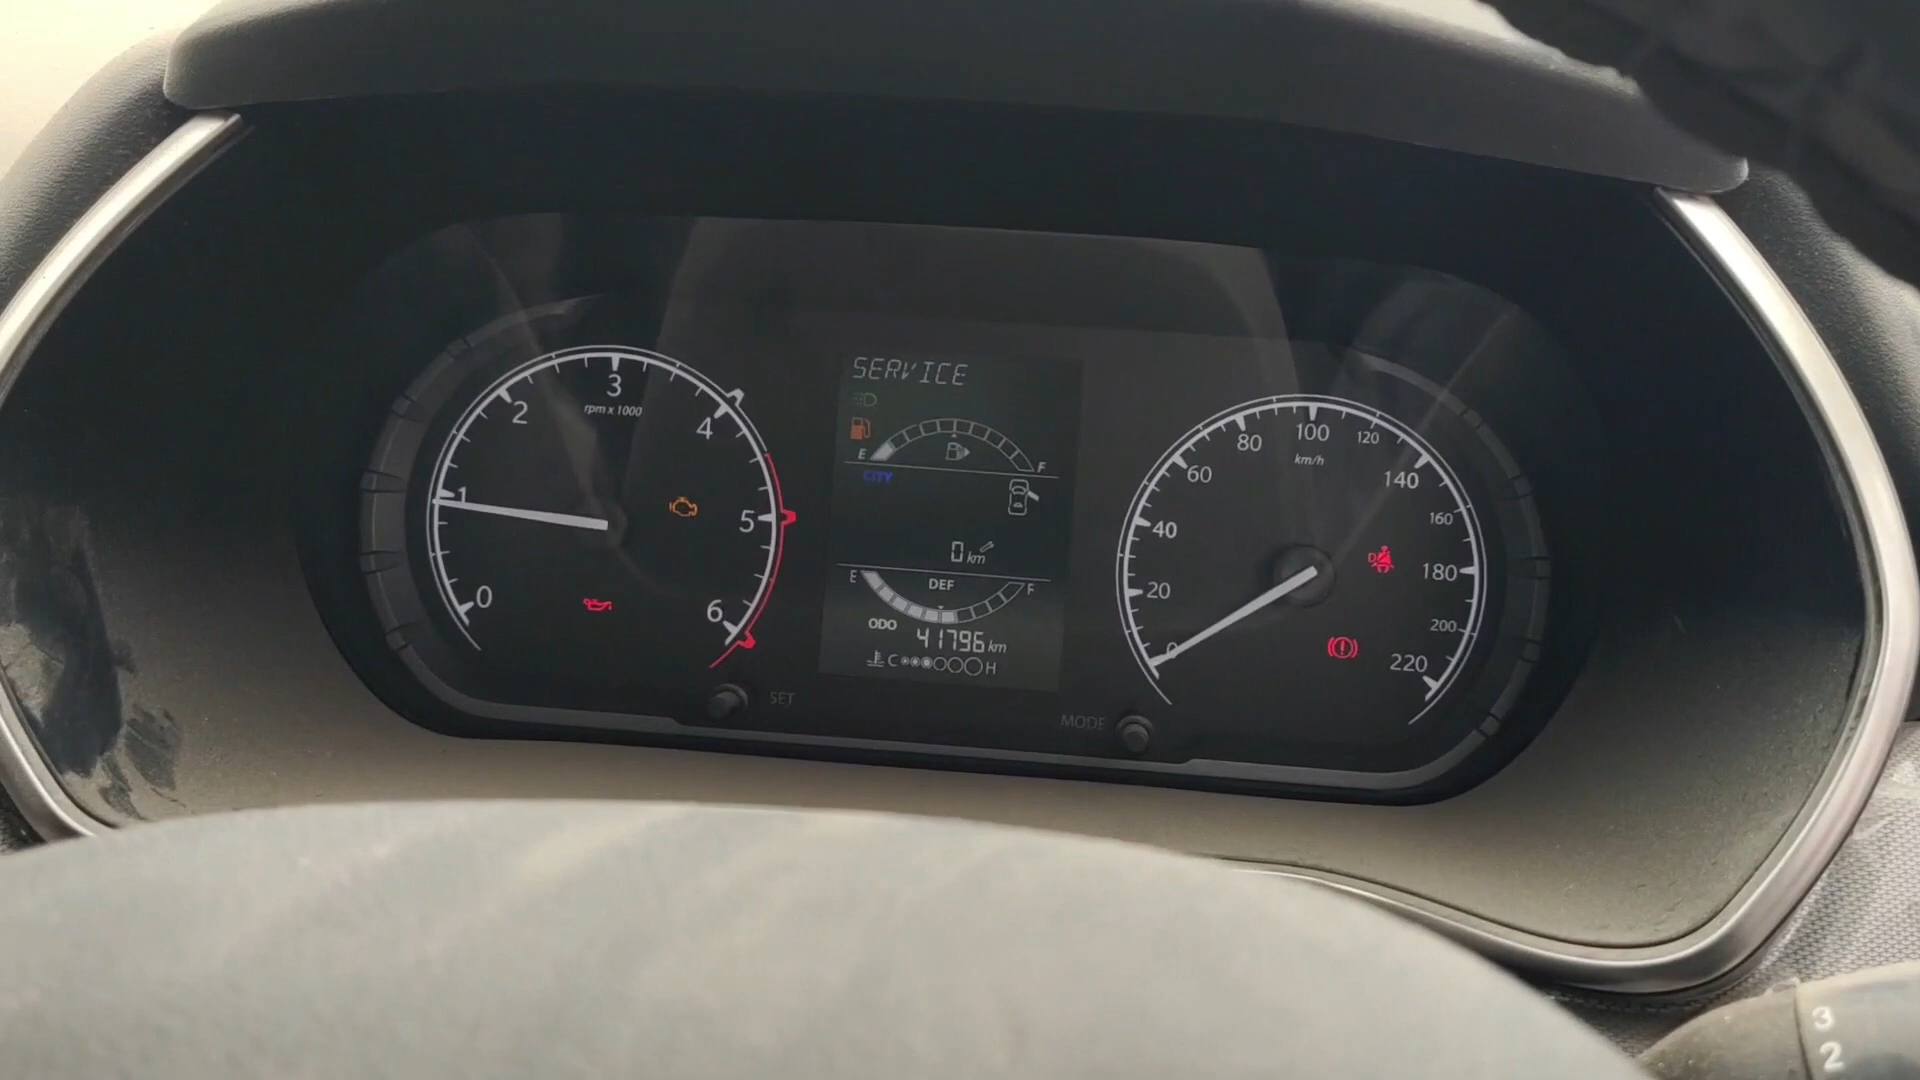 SERVICE
E F
CITY
0 km
E DEF F
ODO 41796 km
C H
0 1 2 3 4 5 6
rpm x 1000
0 20 40 60 80 100 120 140 160 180 200 220
km/h
SET
MODE
3
2